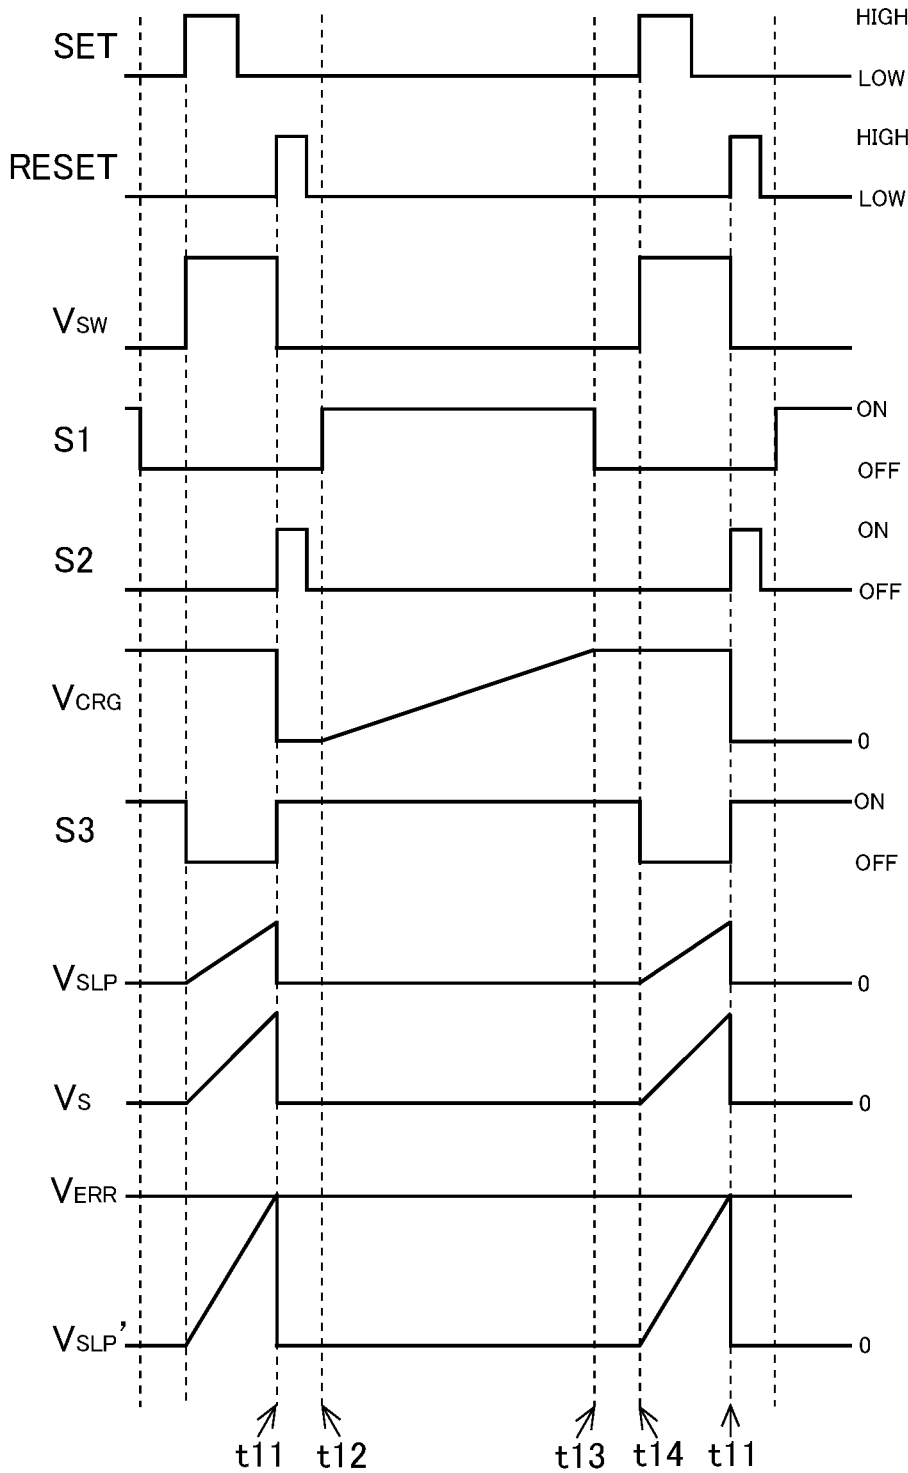 HIGH
SET
LOW
HIGH
RESET
LOW
VSW
ON
S1
OFF
ON
S2
OFF
VCRG
0
ON
S3
OFF
VSLP
0
VS
0
VERR
VSLP'
0
t11 t12 t13 t14 t11